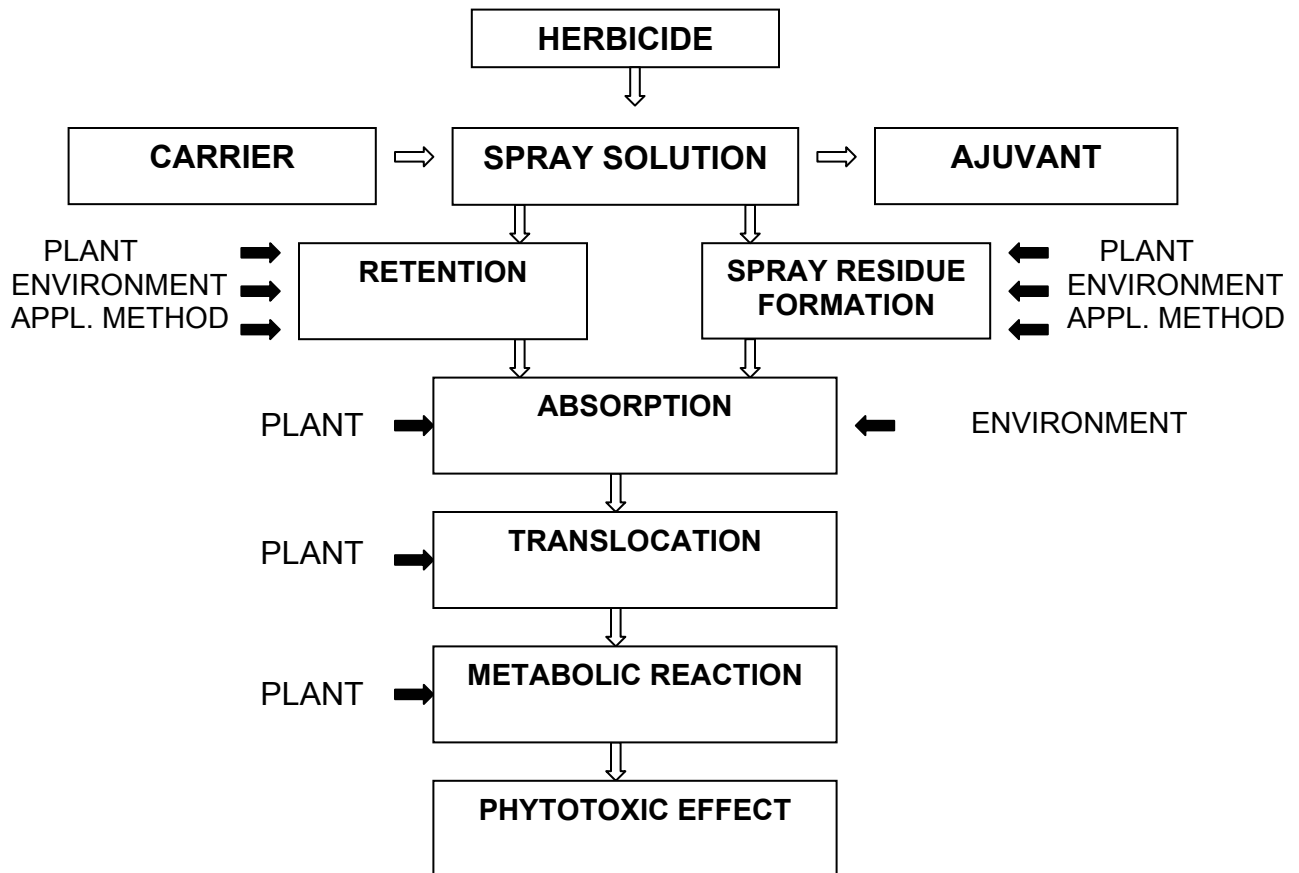 HERBICIDE
CARRIER
SPRAY SOLUTION
AJUVANT
PLANT
ENVIRONMENT
APPL. METHOD
RETENTION
SPRAY RESIDUE
FORMATION
PLANT
ENVIRONMENT
APPL. METHOD
PLANT
ABSORPTION
ENVIRONMENT
PLANT
TRANSLOCATION
PLANT
METABOLIC REACTION
PHYTOTOXIC EFFECT